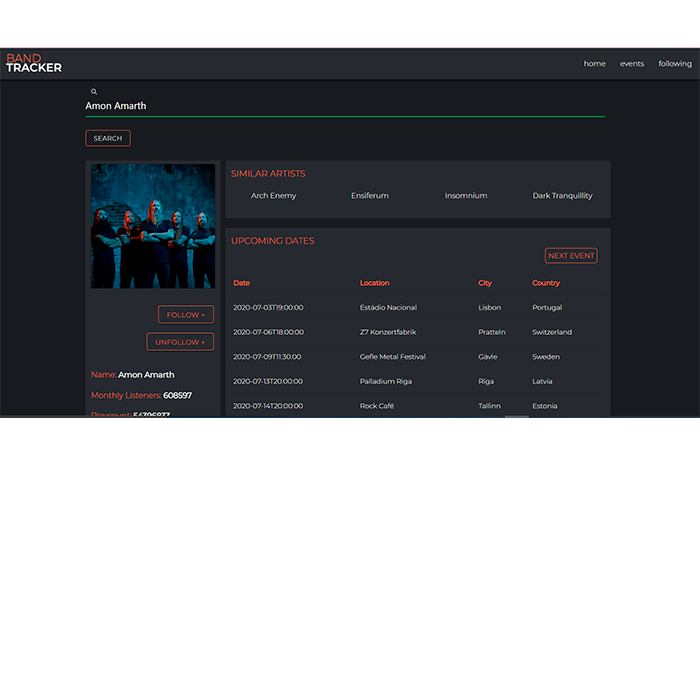 BAND
TRACKER
home events following
Amon Amarth
SEARCH
FOLLOW +
UNFOLLOW +
Name: Amon Amarth
Monthly Listeners: 608597
Playcount: 54396837
SIMILAR ARTISTS
Arch Enemy Ensiferum Insomnium Dark Tranquillity
UPCOMING DATES
NEXT EVENT
Date Location City Country
2020-07-03T19:00:00 Estádio Nacional Lisbon Portugal
2020-07-06T18:00:00 Z7 Konzertfabrik Pratteln Switzerland
2020-07-09T11:30:00 Gefle Metal Festival Gävle Sweden
2020-07-13T20:00:00 Palladium Riga Rīga Latvia
2020-07-14T20:00:00 Rock Café Tallinn Estonia